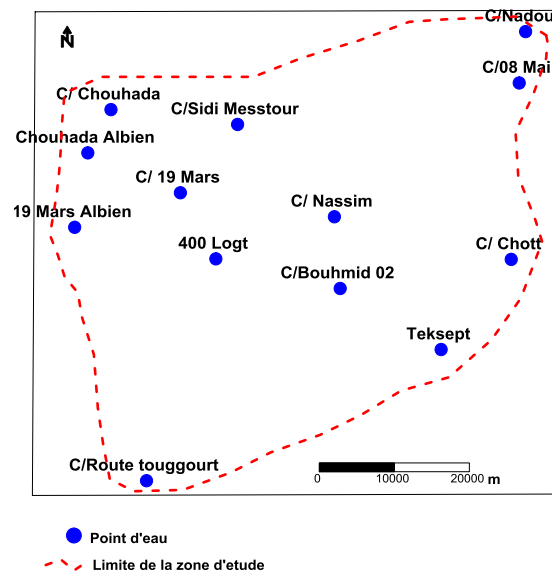 C/Nadou
N
C/08 Mai
C/ Chouhada
C/Sidi Messtour
Chouhada Albien
C/ 19 Mars
C/ Nassim
19 Mars Albien
400 Logt
C/ Chott
C/Bouhmid 02
Teksept
C/Route touggourt
0 10000 20000 m
Point d'eau
Limite de la zone d'etude